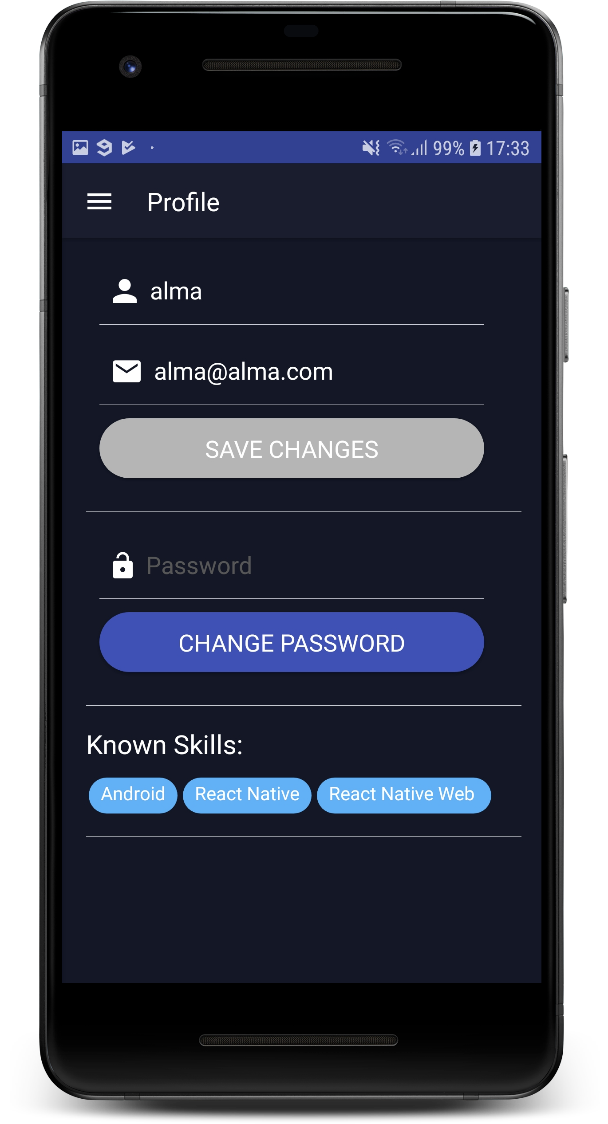 99% 17:33
Profile
alma
alma@alma.com
SAVE CHANGES
Password
CHANGE PASSWORD
Known Skills:
Android React Native React Native Web